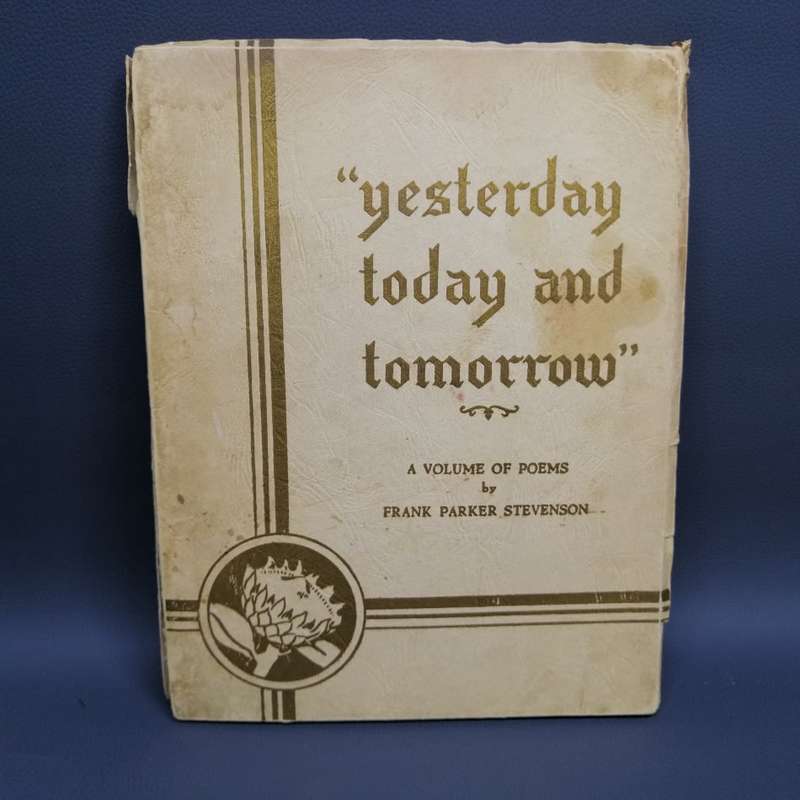 “yesterday
today and
tomorrow”
A VOLUME OF POEMS
by
FRANK PARKER STEVENSON